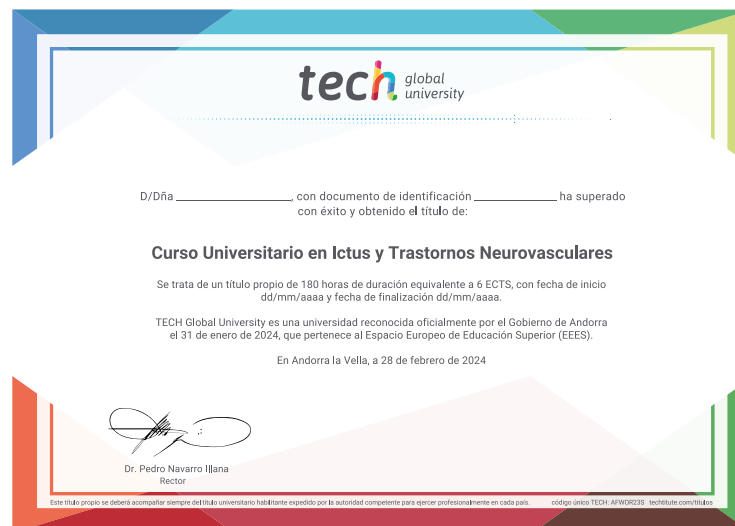 tech global university
D/Dña ____________________, con documento de identificación ______________ ha superado
con éxito y obtenido el título de:
Curso Universitario en Ictus y Trastornos Neurovasculares
Se trata de un título propio de 180 horas de duración equivalente a 6 ECTS, con fecha de inicio
dd/mm/aaaa y fecha de finalización dd/mm/aaaa.
TECH Global University es una universidad reconocida oficialmente por el Gobierno de Andorra
el 31 de enero de 2024, que pertenece al Espacio Europeo de Educación Superior (EEES).
En Andorra la Vella, a 28 de febrero de 2024
Dr. Pedro Navarro Illana
Rector
Este título propio se deberá acompañar siempre del título universitario habilitante expedido por la autoridad competente para ejercer profesionalmente en cada país. código único TECH: AFWOR23S techtitute.com/titulos